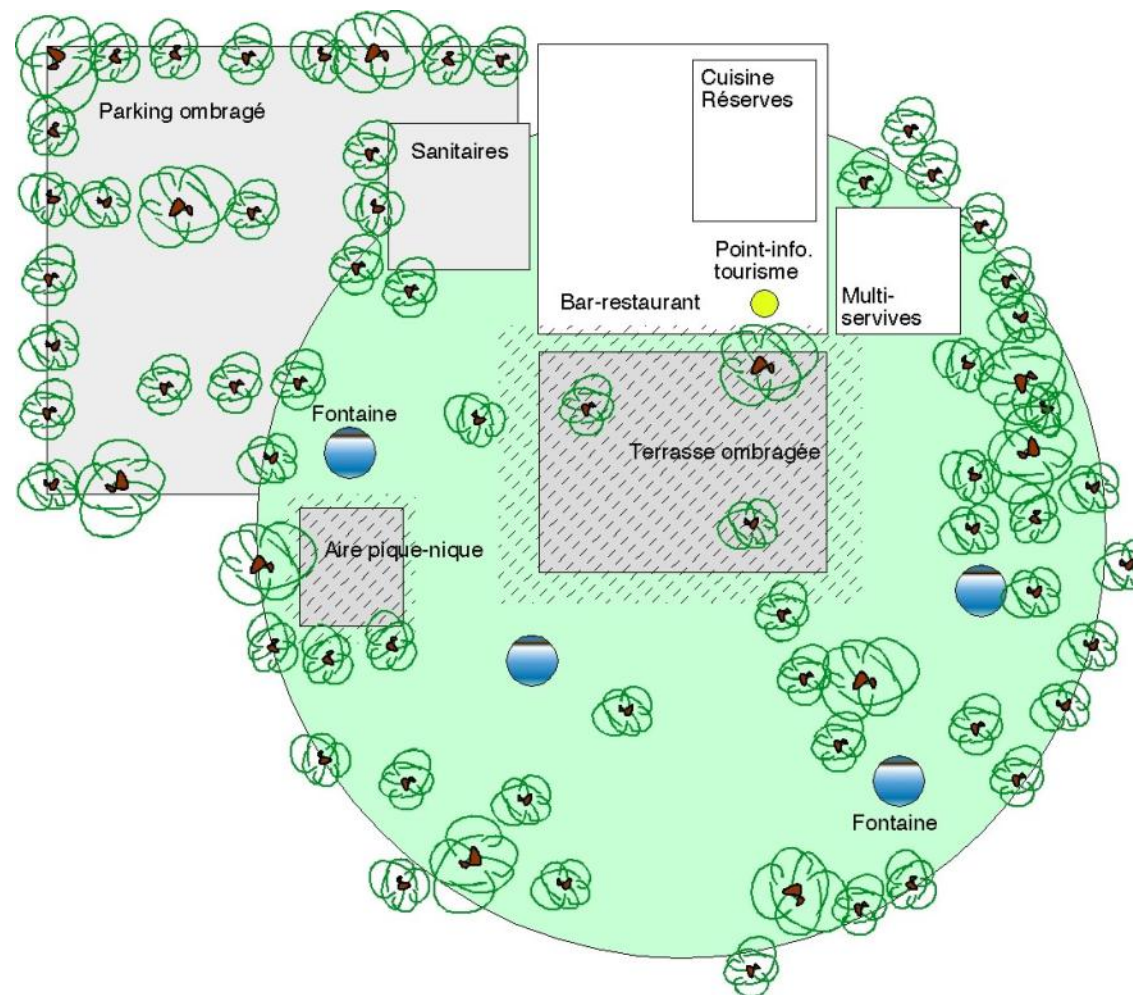 Cuisine
Réserves
Parking ombragé
Sanitaires
Point-info.
tourisme
Bar-restaurant
Multi-
servives
Fontaine
Terrasse ombragée
Aire pique-nique
Fontaine